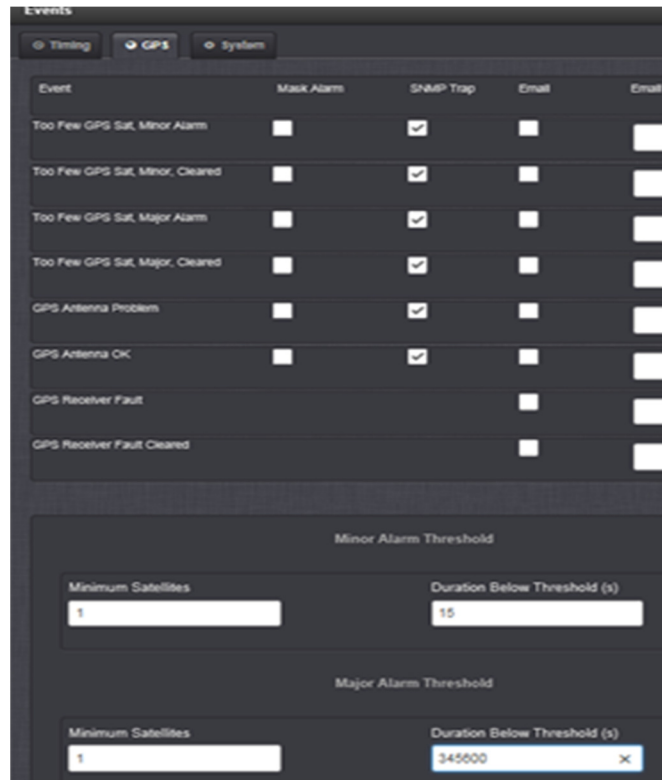 Events
Timing GPS System
Event Mask Alarm SNMP Trap Email Email
Too Few GPS Sat, Minor Alarm
Too Few GPS Sat, Minor, Cleared
Too Few GPS Sat, Major Alarm
Too Few GPS Sat, Major, Cleared
GPS Antenna Problem
GPS Antenna OK
GPS Receiver Fault
GPS Receiver Fault Cleared
Minor Alarm Threshold
Minimum Satellites Duration Below Threshold (s)
1 15
Major Alarm Threshold
Minimum Satellites Duration Below Threshold (s)
1 345600